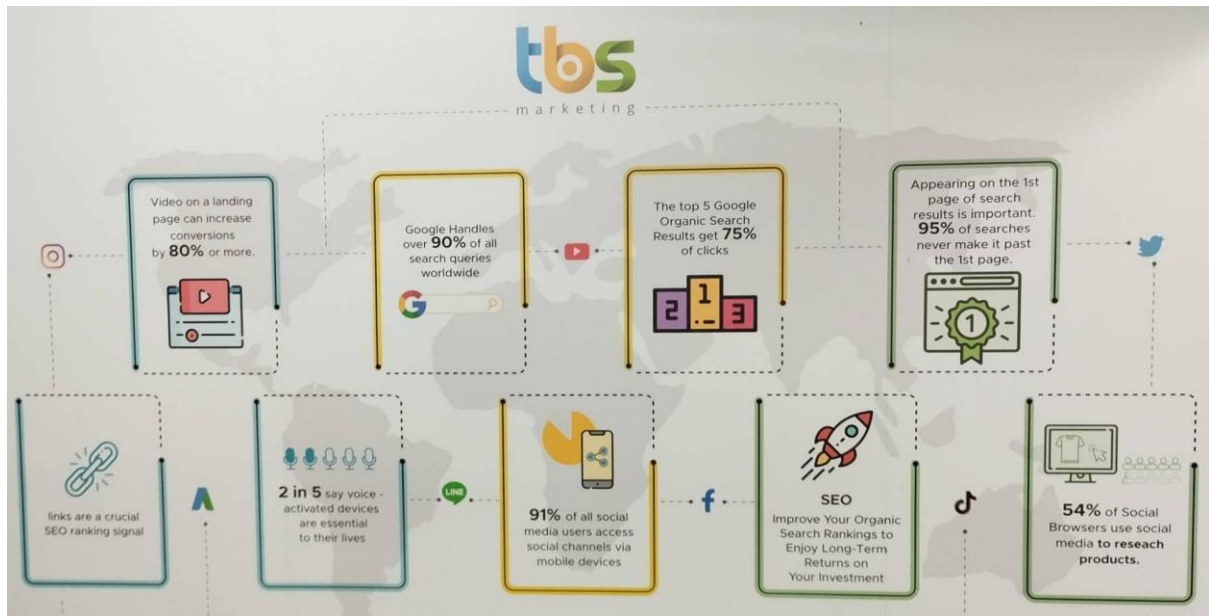 tbs
marketing
Video on a landing
page can increase
conversions
by 80% or more.
Google Handles
over 90% of all
search queries
worldwide
G
The top 5 Google
Organic Search
Results get 75%
of clicks
2 1 3
Appearing on the 1st
page of search
results is important.
95% of searches
never make it past
the 1st page.
1
links are a crucial
SEO ranking signal
2 in 5 say voice -
activated devices
are essential
to their lives
LINE
91% of all social
media users access
social channels via
mobile devices
f
SEO
Improve Your Organic
Search Rankings to
Enjoy Long-Term
Returns on
Your Investment
54% of Social
Browsers use social
media to reseach
products.